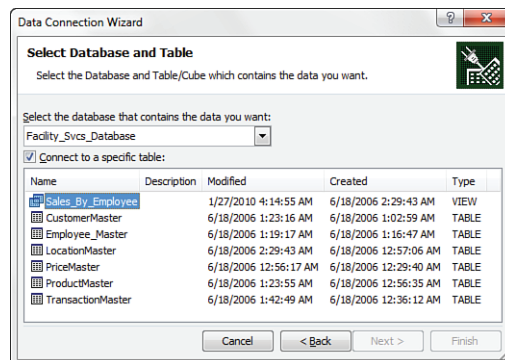 Data Connection Wizard
Select Database and Table
Select the Database and Table/Cube which contains the data you want.
Select the database that contains the data you want:
Facility_Svcs_Database
Connect to a specific table:
Name Description Modified Created Type
Sales_By_Employee 1/27/2010 4:14:55 AM 6/18/2006 2:29:43 AM VIEW
CustomerMaster 6/18/2006 1:23:16 AM 6/18/2006 1:02:59 AM TABLE
Employee_Master 6/18/2006 1:19:17 AM 6/18/2006 1:16:47 AM TABLE
LocationMaster 6/18/2006 2:29:43 AM 6/18/2006 12:57:06 AM TABLE
PriceMaster 6/18/2006 12:56:17 AM 6/18/2006 12:29:40 AM TABLE
ProductMaster 6/18/2006 1:23:55 AM 6/18/2006 12:56:35 AM TABLE
TransactionMaster 6/18/2006 1:42:49 AM 6/18/2006 12:36:12 AM TABLE
Cancel < Back Next > Finish